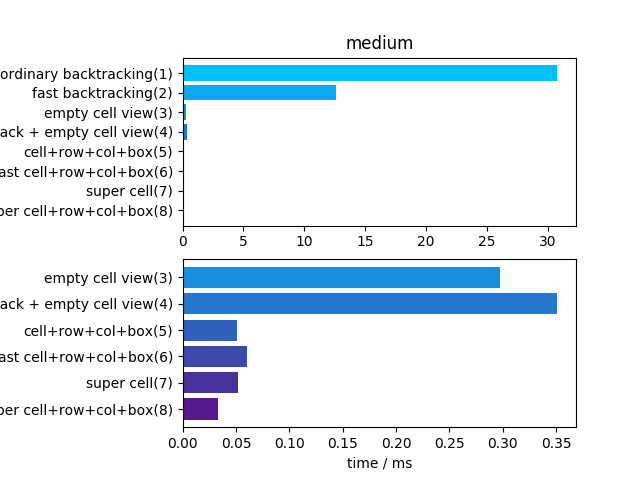 medium
ordinary backtracking(1)
fast backtracking(2)
empty cell view(3)
ack + empty cell view(4)
cell+row+col+box(5)
ast cell+row+col+box(6)
super cell(7)
per cell+row+col+box(8)
0 5 10 15 20 25 30
empty cell view(3)
ack + empty cell view(4)
cell+row+col+box(5)
ast cell+row+col+box(6)
super cell(7)
per cell+row+col+box(8)
0.00 0.05 0.10 0.15 0.20 0.25 0.30 0.35
time / ms